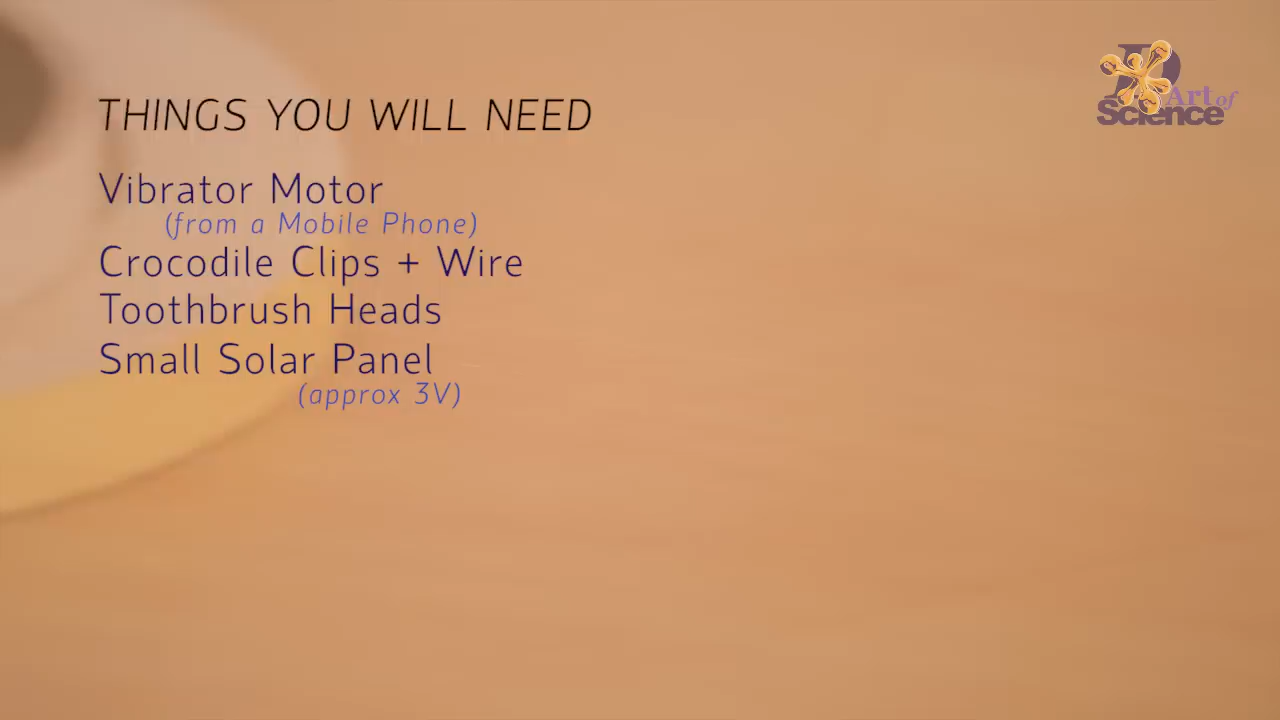 THINGS YOU WILL NEED
Vibrator Motor
(from a Mobile Phone)
Crocodile Clips + Wire
Toothbrush Heads
Small Solar Panel
(approx 3V)
Art of
Science